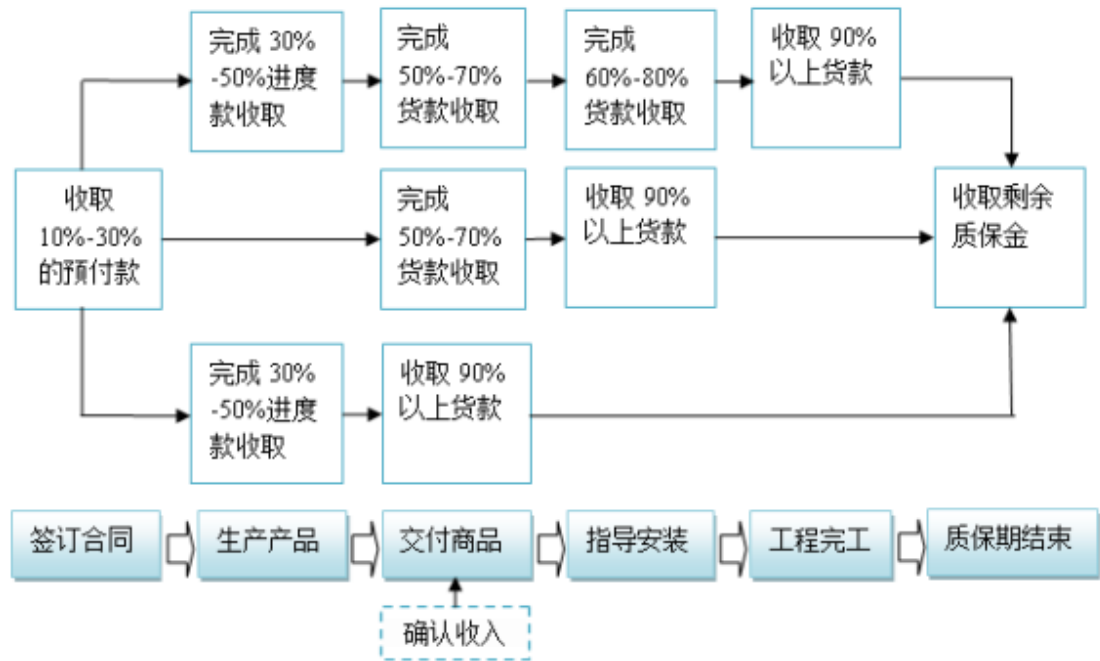 完成 30%
-50%进度
款收取
完成
50%-70%
货款收取
完成
60%-80%
货款收取
收取 90%
以上货款
收取
10%-30%
的预付款
完成
50%-70%
货款收取
收取 90%
以上货款
收取剩余
质保金
完成 30%
-50%进度
款收取
收取 90%
以上货款
签订合同
生产产品
交付商品
指导安装
工程完工
质保期结束
确认收入